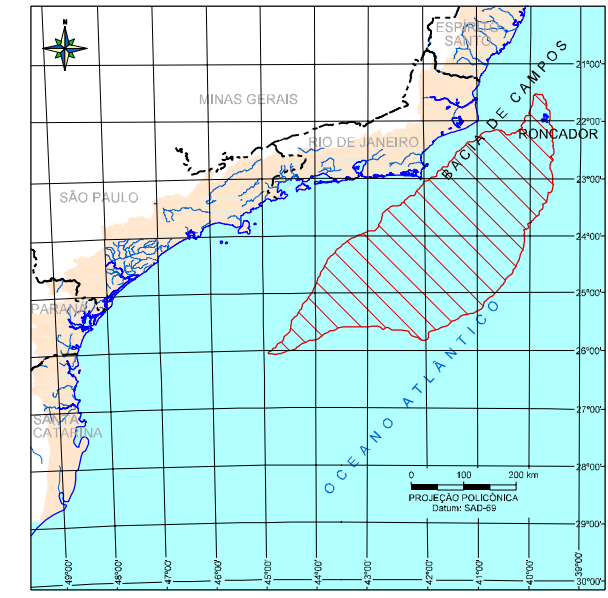 ESPÍRITO
SANTO
MINAS GERAIS
RIO DE JANEIRO
BACIA DE CAMPOS
RONCADOR
SÃO PAULO
PARANÁ
SANTA
CATARINA
OCEANO ATLÂNTICO
21°00'
22°00'
23°00'
24°00'
25°00'
26°00'
27°00'
28°00'
29°00'
30°00'
0 100 200 km
PROJEÇÃO POLICÔNICA
Datum: SAD-69
49°00'
48°00'
47°00'
46°00'
45°00'
44°00'
43°00'
42°00'
41°00'
40°00'
39°00'